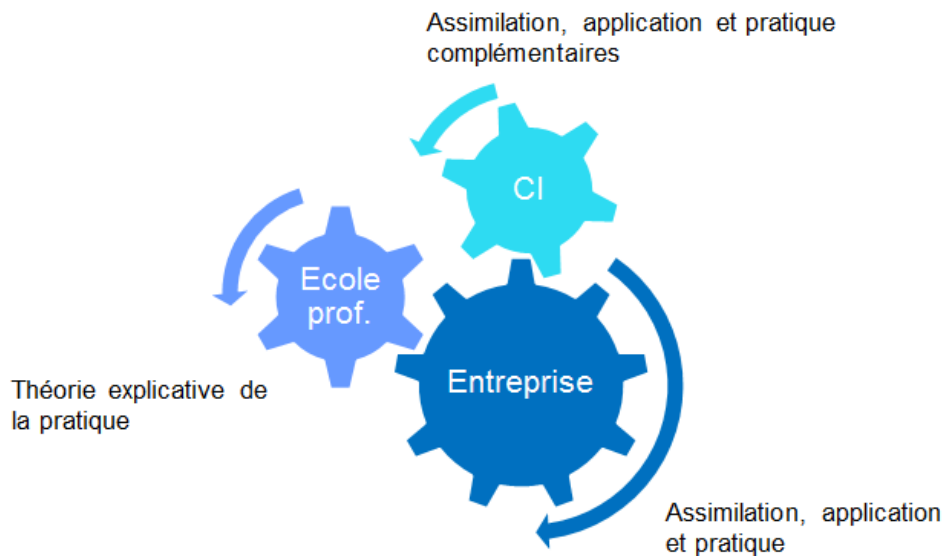 Assimilation, application et pratique
complémentaires
CI
Ecole
prof.
Entreprise
Théorie explicative de
la pratique
Assimilation, application
et pratique